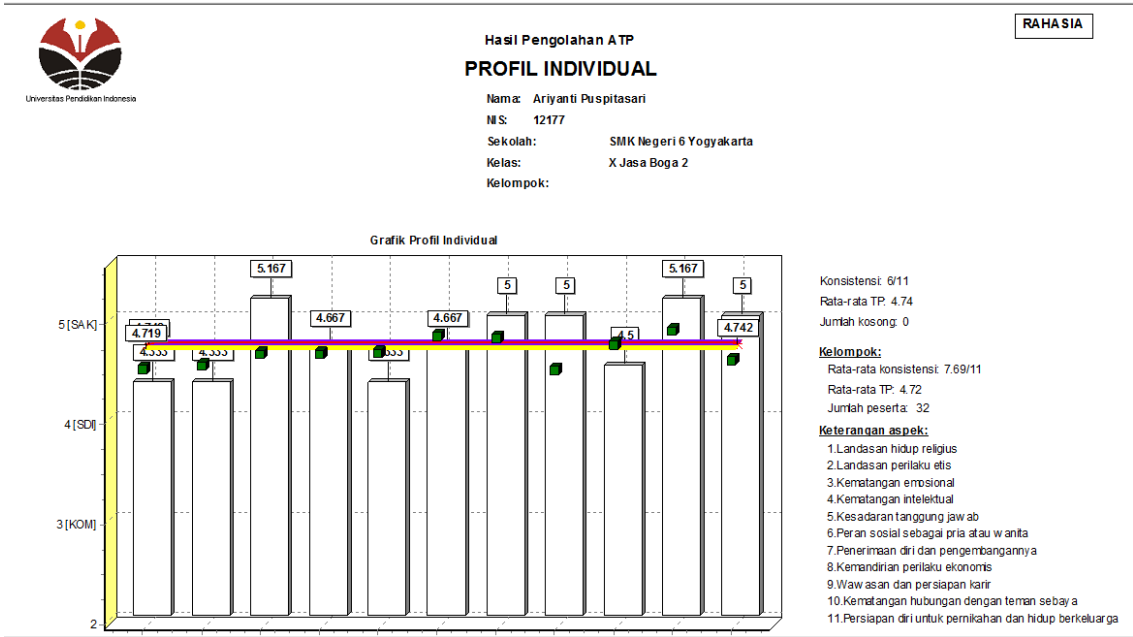 RAHASIA
Universitas Pendidikan Indonesia
Hasil Pengolahan ATP
PROFIL INDIVIDUAL
Nama: Ariyanti Puspitasari
NIS: 12177
Sekolah: SMK Negeri 6 Yogyakarta
Kelas: X Jasa Boga 2
Kelompok:
Grafik Profil Individual
5.167
5.167
5
5
5
4.667
4.667
4.719
4.742
4.5
4.333
4.333
5 [SAK]
4 [SDI]
3 [KOM]
2
Konsistensi: 6/11
Rata-rata TP: 4.74
Jumlah kosong: 0
Kelompok:
Rata-rata konsistensi: 7.69/11
Rata-rata TP: 4.72
Jumlah peserta: 32
Keterangan aspek:
1.Landasan hidup religius
2.Landasan perilaku etis
3.Kematangan emosional
4.Kematangan intelektual
5.Kesadaran tanggung jawab
6.Peran sosial sebagai pria atau wanita
7.Penerimaan diri dan pengembangannya
8.Kemandirian perilaku ekonomis
9.Wawasan dan persiapan karir
10.Kematangan hubungan dengan teman sebaya
11.Persiapan diri untuk pernikahan dan hidup berkeluarga